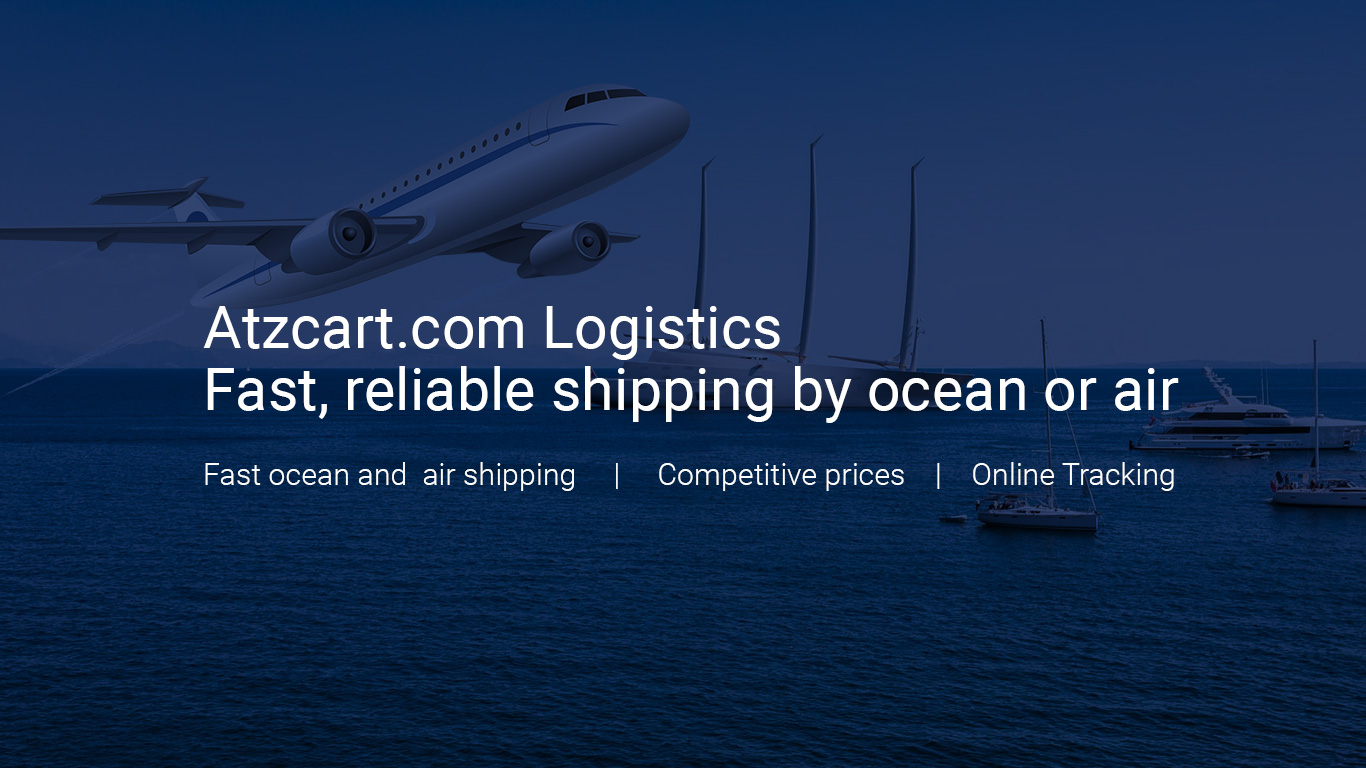 Atzcart.com Logistics
Fast, reliable shipping by ocean or air
Fast ocean and  air shipping | Competitive prices | Online Tracking